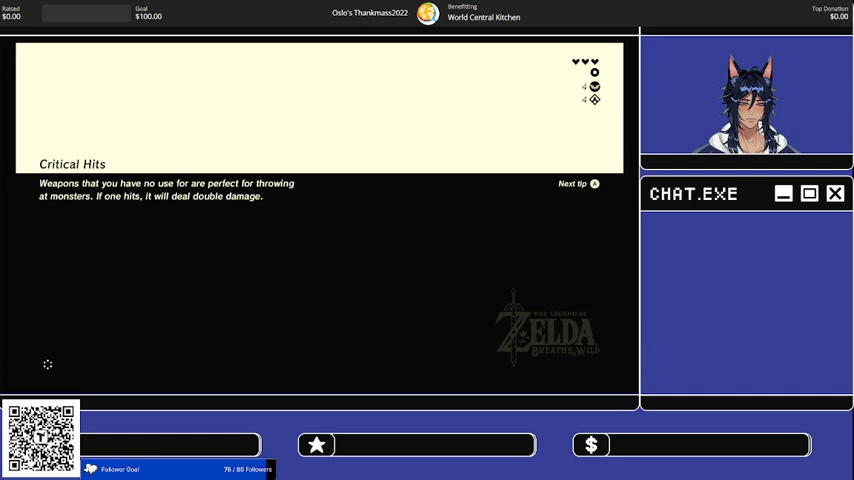 Raised
$0.00
Goal
$100.00
Oslo's Thankmass2022
Benefitting
World Central Kitchen
Top Donation
$0.00
4
4
Critical Hits
Weapons that you have no use for are perfect for throwing
at monsters. If one hits, it will deal double damage.
Next tip A
CHAT.EXE
THE LEGEND OF
ZELDA
BREATH OF THE WILD
$
T
Follower Goal
76 / 80 Followers